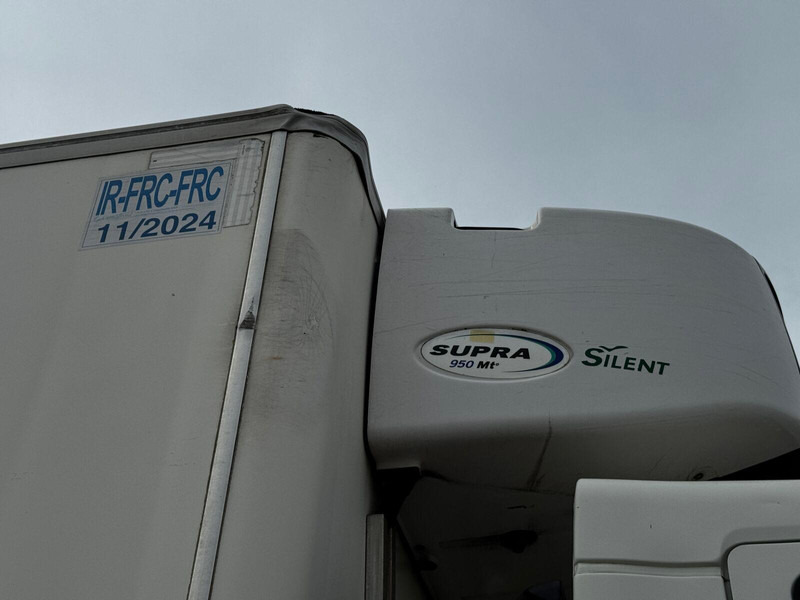 IR-FRC-FRC
11/2024
SUPRA
950 Mt+
SILENT